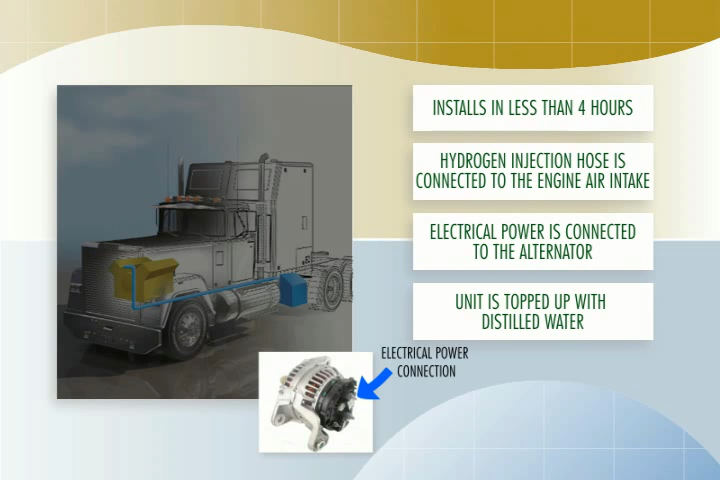 INSTALLS IN LESS THAN 4 HOURS
HYDROGEN INJECTION HOSE IS
CONNECTED TO THE ENGINE AIR INTAKE
ELECTRICAL POWER IS CONNECTED
TO THE ALTERNATOR
UNIT IS TOPPED UP WITH
DISTILLED WATER
ELECTRICAL POWER
CONNECTION